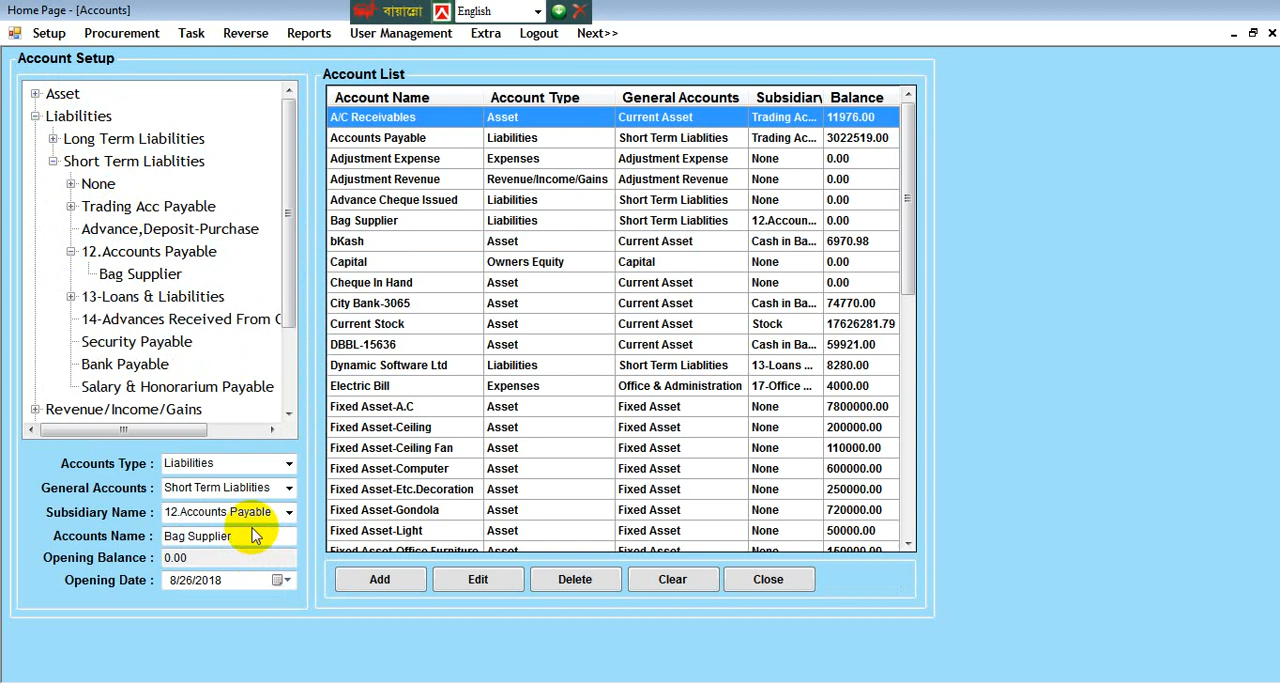 Home Page - [Accounts]
বায়ান্নো
English
Setup Procurement Task Reverse Reports User Management Extra Logout Next>>
Account Setup
Asset
Liabilities
Long Term Liabilities
Short Term Liablities
None
Trading Acc Payable
Advance,Deposit-Purchase
12.Accounts Payable
Bag Supplier
13-Loans & Liabilities
14-Advances Received From
Security Payable
Bank Payable
Salary & Honorarium Payable
Revenue/Income/Gains
Accounts Type : Liabilities
General Accounts : Short Term Liablities
Subsidiary Name : 12.Accounts Payable
Accounts Name : Bag Supplier
Opening Balance : 0.00
Opening Date : 8/26/2018
Account List
Account Name Account Type General Accounts Subsidiary Balance
A/C Receivables Asset Current Asset Trading Ac... 11976.00
Accounts Payable Liabilities Short Term Liablities Trading Ac... 3022519.00
Adjustment Expense Expenses Adjustment Expense None 0.00
Adjustment Revenue Revenue/Income/Gains Adjustment Revenue None 0.00
Advance Cheque Issued Liabilities Short Term Liablities None 0.00
Bag Supplier Liabilities Short Term Liablities 12.Accoun... 0.00
bKash Asset Current Asset Cash in Ba... 6970.98
Capital Owners Equity Capital None 0.00
Cheque In Hand Asset Current Asset None 0.00
City Bank-3065 Asset Current Asset Cash in Ba... 74770.00
Current Stock Asset Current Asset Stock 17626281.79
DBBL-15636 Asset Current Asset Cash in Ba... 59921.00
Dynamic Software Ltd Liabilities Short Term Liablities 13-Loans ... 8280.00
Electric Bill Expenses Office & Administration 17-Office ... 4000.00
Fixed Asset-A.C Asset Fixed Asset None 7800000.00
Fixed Asset-Ceiling Asset Fixed Asset None 200000.00
Fixed Asset-Ceiling Fan Asset Fixed Asset None 110000.00
Fixed Asset-Computer Asset Fixed Asset None 600000.00
Fixed Asset-Etc.Decoration Asset Fixed Asset None 250000.00
Fixed Asset-Gondola Asset Fixed Asset None 720000.00
Fixed Asset-Light Asset Fixed Asset None 50000.00
Fixed Asset Office Furniture Asset Fixed Asset None 150000.00
Add Edit Delete Clear Close